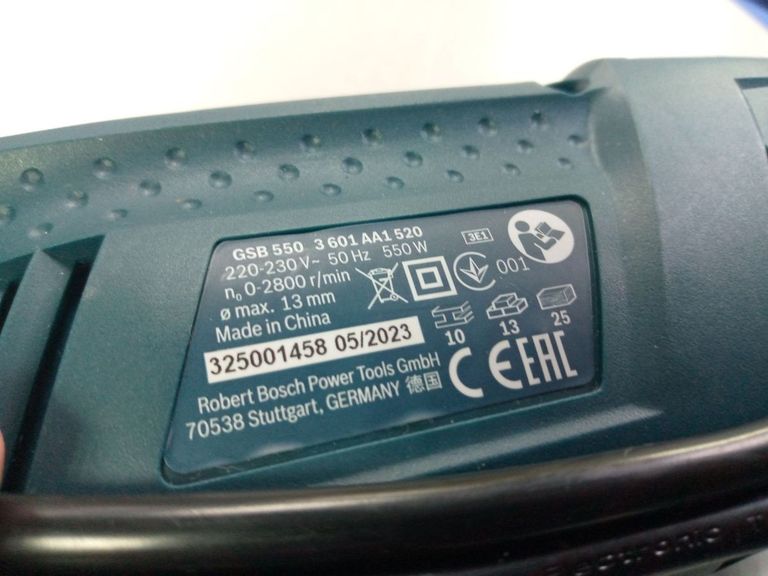 GSB 550 3 601 AA1 520
220-230 V~ 50 Hz 550 W
3E1
n₀ 0-2800 r/min
001
ø max. 13 mm
Made in China
10 13 25
325001458 05/2023
Robert Bosch Power Tools GmbH
70538 Stuttgart, GERMANY 德国
CE EAC